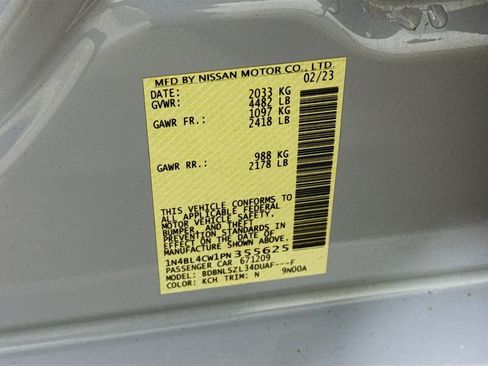 MFD BY NISSAN MOTOR CO., LTD.
DATE: 02/23
GVWR: 2033 KG
4482 LB
GAWR FR.: 1097 KG
2418 LB
GAWR RR.: 988 KG
2178 LB
THIS VEHICLE CONFORMS TO
ALL APPLICABLE FEDERAL
MOTOR VEHICLE SAFETY,
BUMPER, AND THEFT
PREVENTION STANDARDS IN
EFFECT ON THE DATE OF
MANUFACTURE SHOWN ABOVE.
1N4BL4CW1PN355625
PASSENGER CAR 671209
MODEL: BDBNLSZL34DUAF---F
COLOR: KCH TRIM: N 9N00A